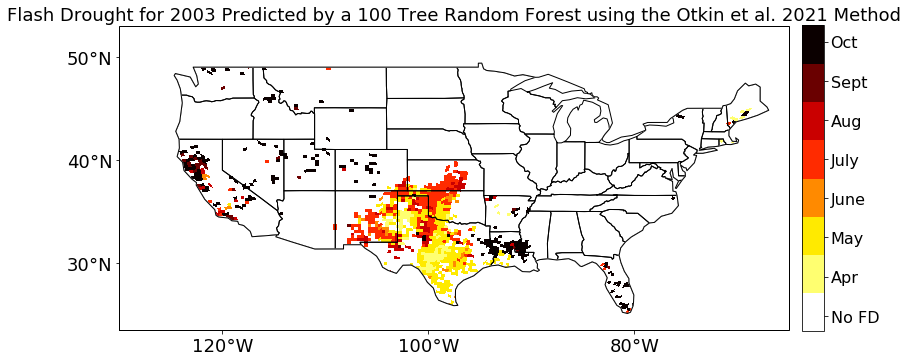 Flash Drought for 2003 Predicted by a 100 Tree Random Forest using the Otkin et al. 2021 Method
50°N
40°N
30°N
120°W
100°W
80°W
Oct
Sept
Aug
July
June
May
Apr
No FD